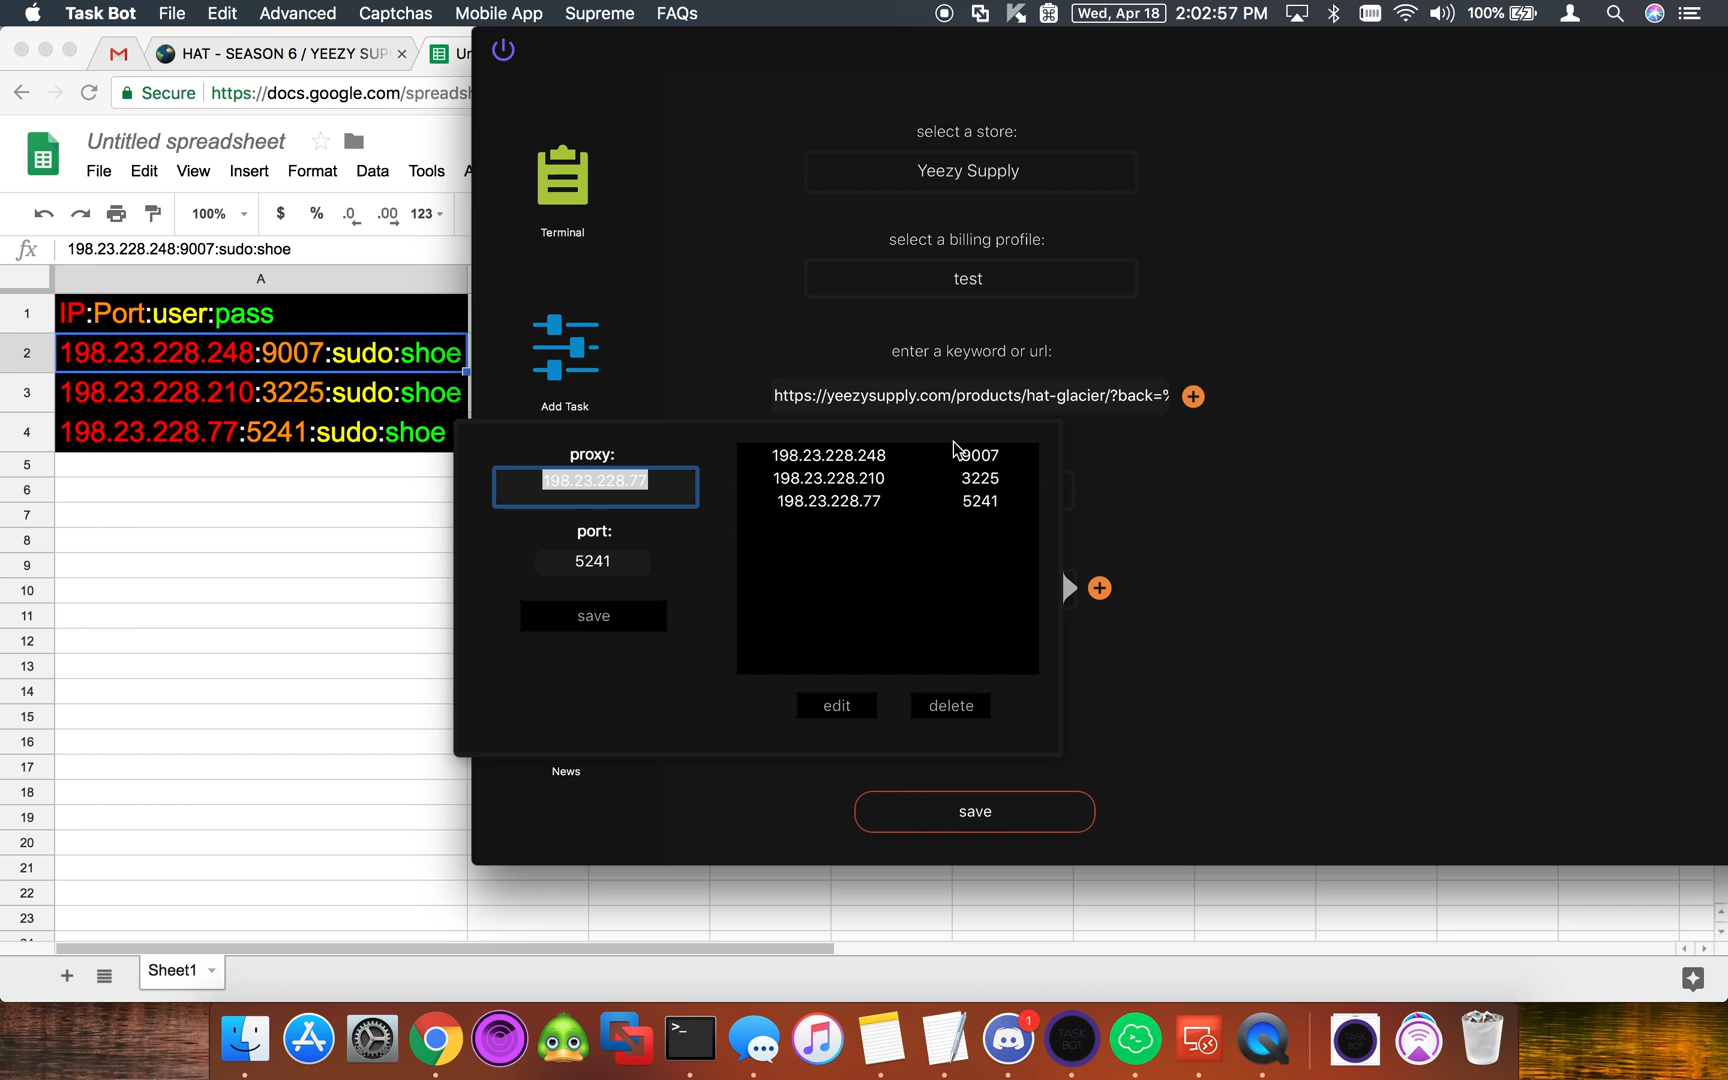 Task Bot File Edit Advanced Captchas Mobile App Supreme FAQs Wed, Apr 18 2:02:57 PM 100%
HAT - SEASON 6 / YEEZY SUP
Secure https://docs.google.com/spreads
Untitled spreadsheet
File Edit View Insert Format Data Tools
100% $ % .0 .00 123
fx 198.23.228.248:9007:sudo:shoe
A
1 IP:Port:user:pass
2 198.23.228.248:9007:sudo:shoe
3 198.23.228.210:3225:sudo:shoe
4 198.23.228.77:5241:sudo:shoe
5
6
7
8
9
10
11
12
13
14
15
16
17
18
19
20
21
22
23
Sheet1
Terminal
Add Task
News
select a store:
Yeezy Supply
select a billing profile:
test
enter a keyword or url:
https://yeezysupply.com/products/hat-glacier/?back=%
proxy:
198.23.228.77
port:
5241
save
198.23.228.248 9007
198.23.228.210 3225
198.23.228.77 5241
edit delete
save
1
TASK
BOT